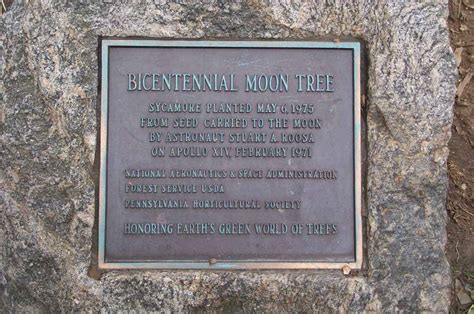 BICENTENNIAL MOON TREE
SYCAMORE PLANTED MAY 6, 1975
FROM SEED CARRIED TO THE MOON
BY ASTRONAUT STUART A. ROOSA
ON APOLLO XIV, FEBRUARY 1971
NATIONAL AERONAUTICS & SPACE ADMINISTRATION
FOREST SERVICE USDA
PENNSYLVANIA HORTICULTURAL SOCIETY
HONORING EARTH'S GREEN WORLD OF TREES